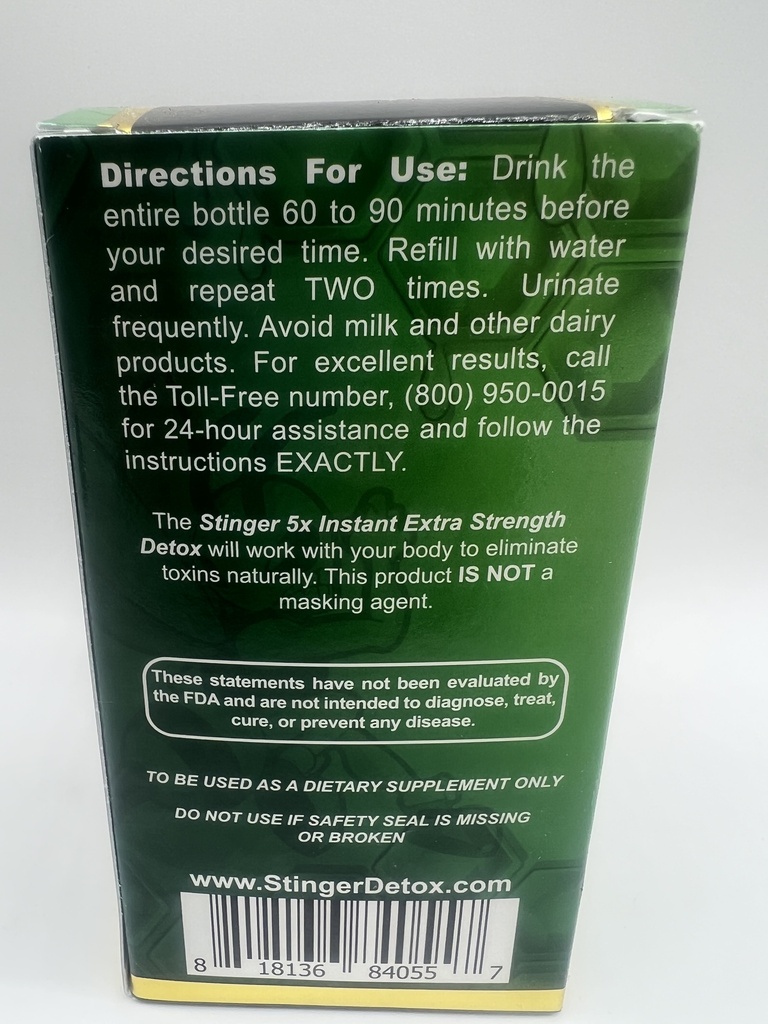 Directions For Use: Drink the
entire bottle 60 to 90 minutes before
your desired time. Refill with water
and repeat TWO times. Urinate
frequently. Avoid milk and other dairy
products. For excellent results, call
the Toll-Free number, (800) 950-0015
for 24-hour assistance and follow the
instructions EXACTLY.
The Stinger 5x Instant Extra Strength
Detox will work with your body to eliminate
toxins naturally. This product IS NOT a
masking agent.
These statements have not been evaluated by
the FDA and are not intended to diagnose, treat,
cure, or prevent any disease.
TO BE USED AS A DIETARY SUPPLEMENT ONLY
DO NOT USE IF SAFETY SEAL IS MISSING
OR BROKEN
www.StingerDetox.com
8 18136 84055 7